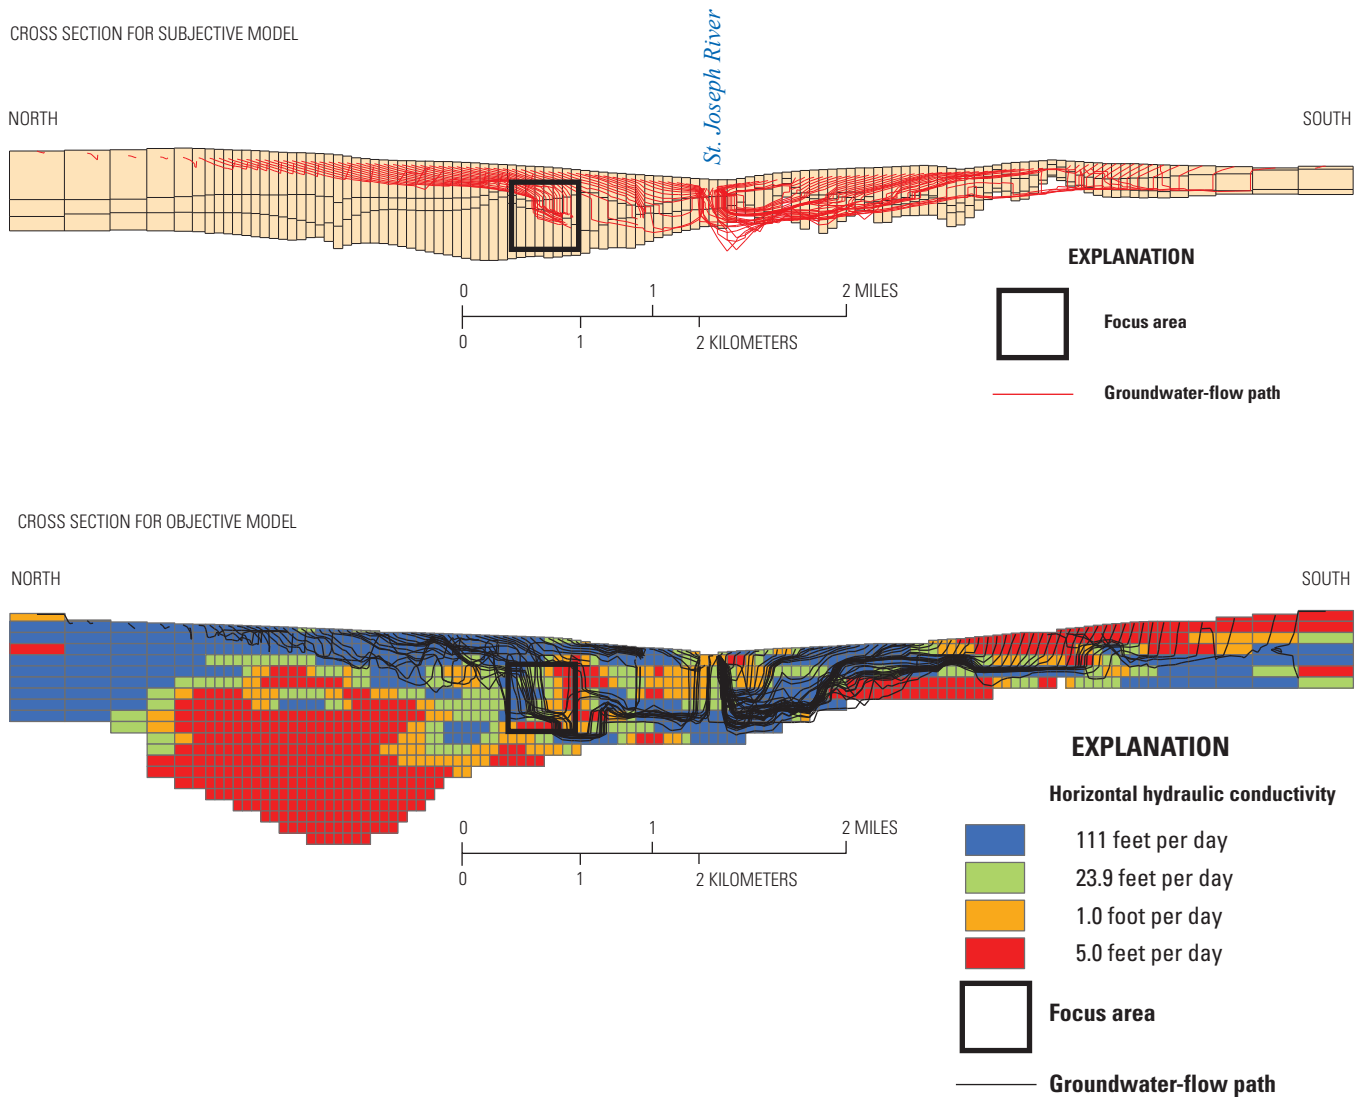 CROSS SECTION FOR SUBJECTIVE MODEL
St. Joseph River
NORTH
SOUTH
EXPLANATION
Focus area
Groundwater-flow path
0 1 2 MILES
0 1 2 KILOMETERS
CROSS SECTION FOR OBJECTIVE MODEL
NORTH
SOUTH
EXPLANATION
Horizontal hydraulic conductivity
111 feet per day
23.9 feet per day
1.0 foot per day
5.0 feet per day
Focus area
Groundwater-flow path
0 1 2 MILES
0 1 2 KILOMETERS